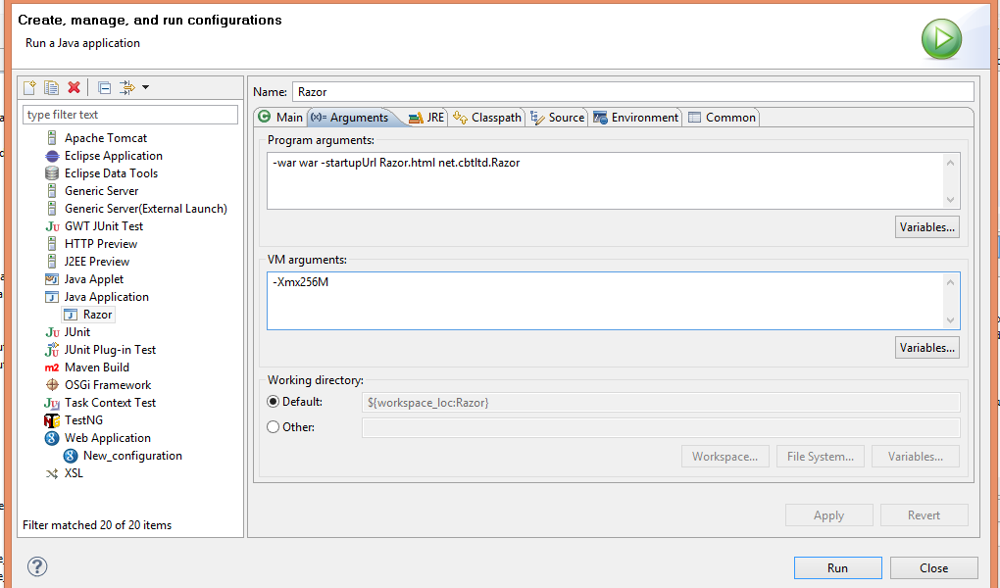 Create, manage, and run configurations
Run a Java application
type filter text
Apache Tomcat
Eclipse Application
Eclipse Data Tools
Generic Server
Generic Server(External Launch)
Ju GWT JUnit Test
HTTP Preview
J2EE Preview
Java Applet
Java Application
Razor
Ju JUnit
JUnit Plug-in Test
m2 Maven Build
OSGi Framework
Task Context Test
TestNG
Web Application
New_configuration
XSL
Filter matched 20 of 20 items
Name: Razor
Main (x)= Arguments JRE Classpath Source Environment Common
Program arguments:
-war war -startupUrl Razor.html net.cbtltd.Razor
Variables...
VM arguments:
-Xmx256M
Variables...
Working directory:
Default: ${workspace_loc:Razor}
Other:
Workspace... File System... Variables...
Apply Revert
? Run Close